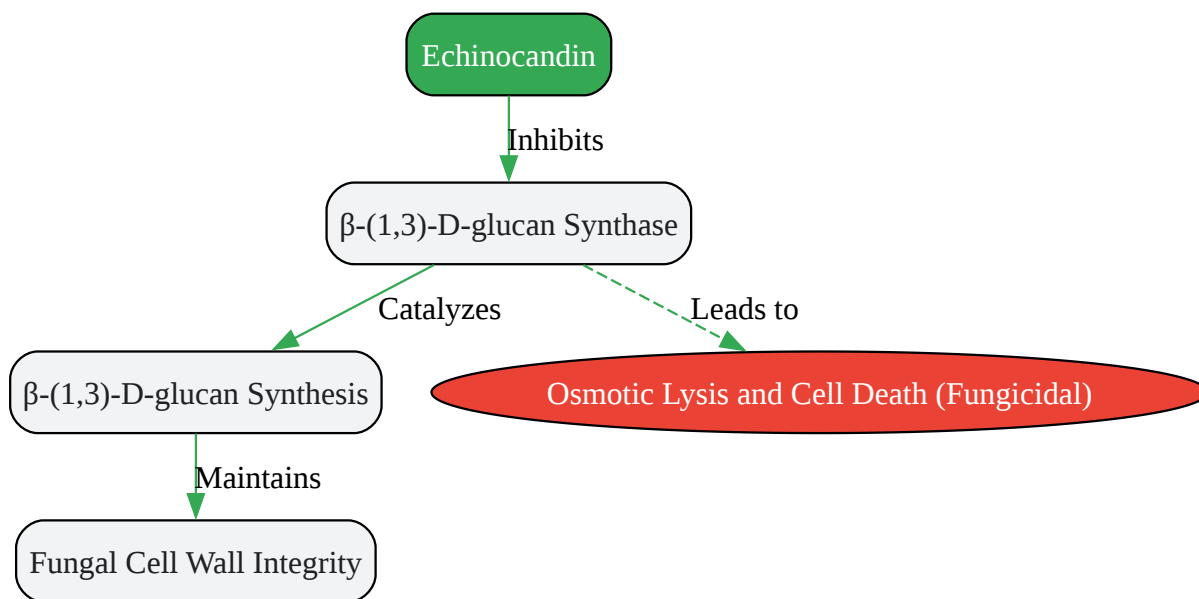 Echinocandin
Inhibits
β-(1,3)-D-glucan Synthase
Catalyzes
Leads to
β-(1,3)-D-glucan Synthesis
Osmotic Lysis and Cell Death (Fungicidal)
Maintains
Fungal Cell Wall Integrity